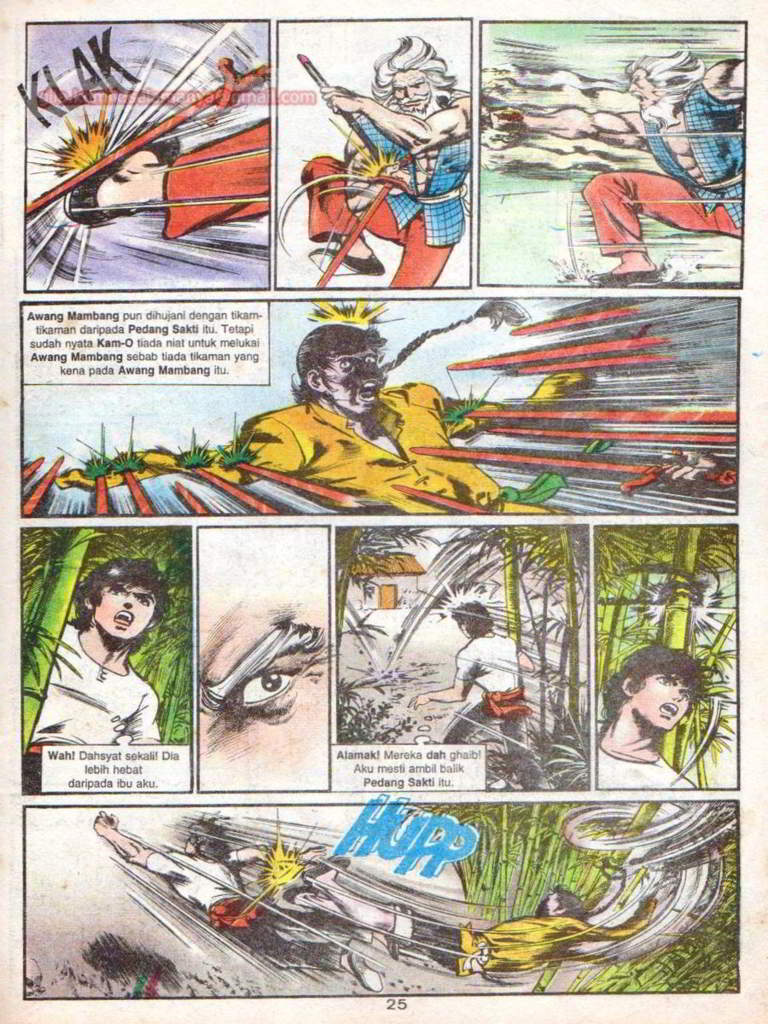 KLAK
Awang Mambang pun dihujani dengan tikam-
tikaman daripada Pedang Sakti itu. Tetapi
sudah nyata Kam-O tiada niat untuk melukai
Awang Mambang sebab tiada tikaman yang
kena pada Awang Mambang itu.
Wah! Dahsyat sekali! Dia
lebih hebat
daripada ibu aku.
Alamak! Mereka dah ghaib!
Aku mesti ambil balik
Pedang Sakti itu.
HUPP
25